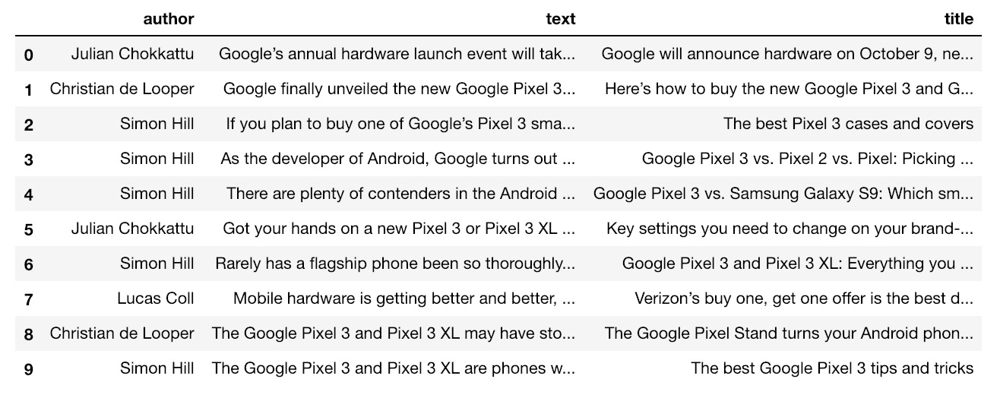 author text title
0 Julian Chokkattu Google’s annual hardware launch event will tak... Google will announce hardware on October 9, ne...
1 Christian de Looper Google finally unveiled the new Google Pixel 3... Here’s how to buy the new Google Pixel 3 and G...
2 Simon Hill If you plan to buy one of Google’s Pixel 3 sma... The best Pixel 3 cases and covers
3 Simon Hill As the developer of Android, Google turns out ... Google Pixel 3 vs. Pixel 2 vs. Pixel: Picking ...
4 Simon Hill There are plenty of contenders in the Android ... Google Pixel 3 vs. Samsung Galaxy S9: Which sm...
5 Julian Chokkattu Got your hands on a new Pixel 3 or Pixel 3 XL ... Key settings you need to change on your brand-...
6 Simon Hill Rarely has a flagship phone been so thoroughly... Google Pixel 3 and Pixel 3 XL: Everything you ...
7 Lucas Coll Mobile hardware is getting better and better, ... Verizon’s buy one, get one offer is the best d...
8 Christian de Looper The Google Pixel 3 and Pixel 3 XL may have sto... The Google Pixel Stand turns your Android phon...
9 Simon Hill The Google Pixel 3 and Pixel 3 XL are phones w... The best Google Pixel 3 tips and tricks